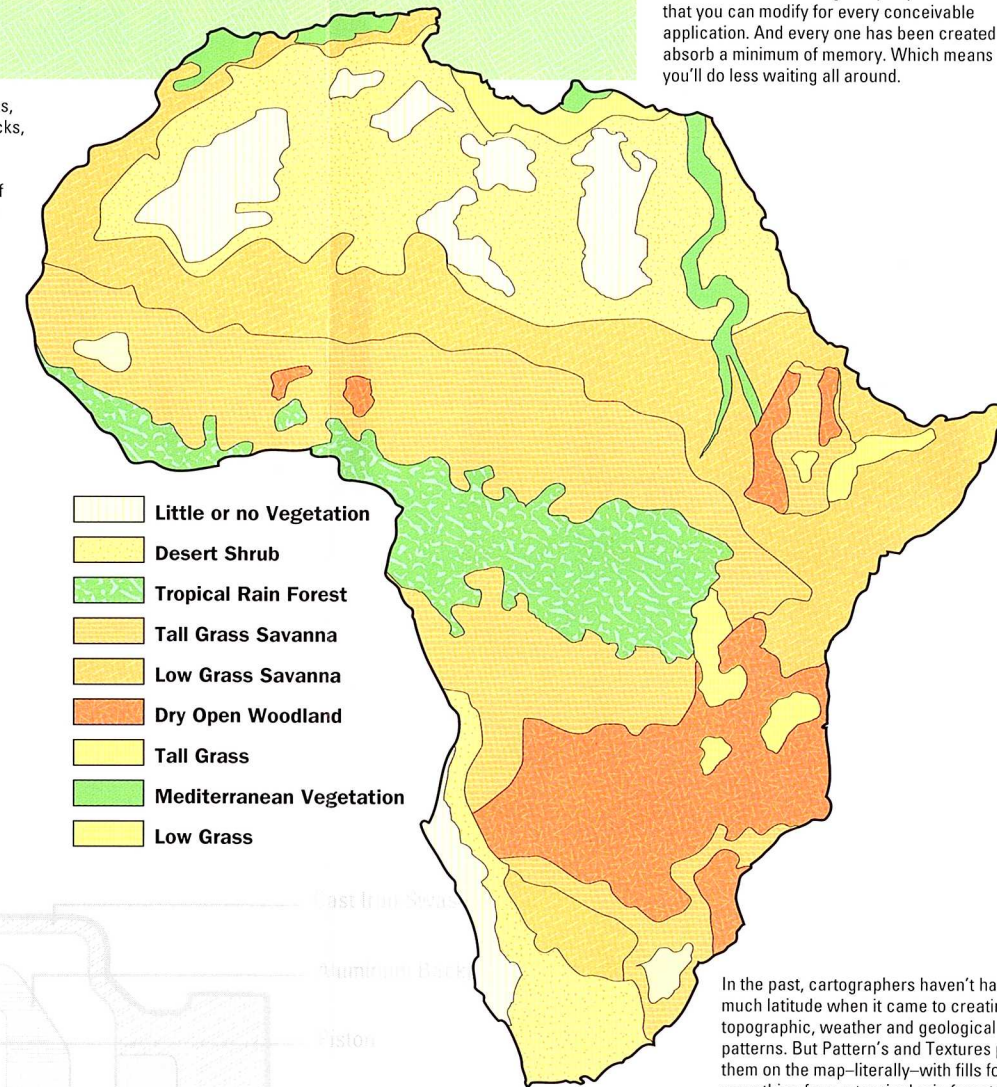 that you can modify for every conceivable
application. And every one has been created
absorb a minimum of memory. Which means
you'll do less waiting all around.
Little or no Vegetation
Desert Shrub
Tropical Rain Forest
Tall Grass Savanna
Low Grass Savanna
Dry Open Woodland
Tall Grass
Mediterranean Vegetation
Low Grass
In the past, cartographers haven't
much latitude when it came to
topographic, weather and geological
patterns. But Pattern's and Textures
them on the map–literally–with fills